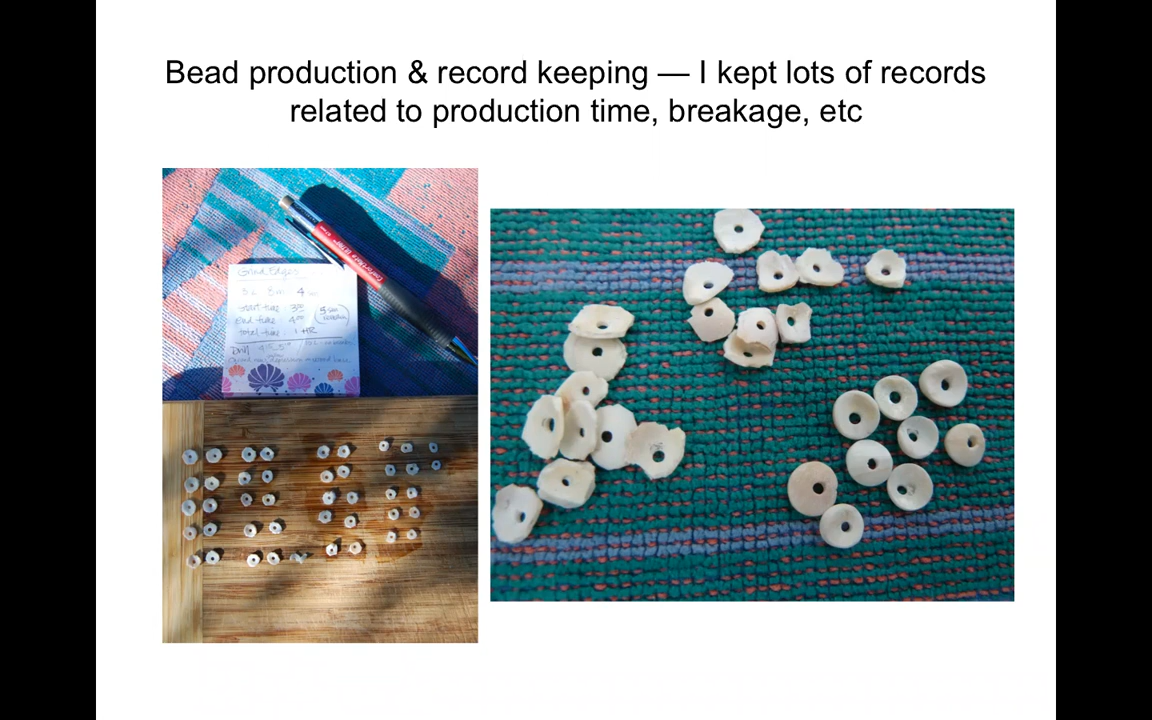 Bead production & record keeping — I kept lots of records
related to production time, breakage, etc
Grind Edges
start time: 3:00
End time: 4:00
total time: 1 HR